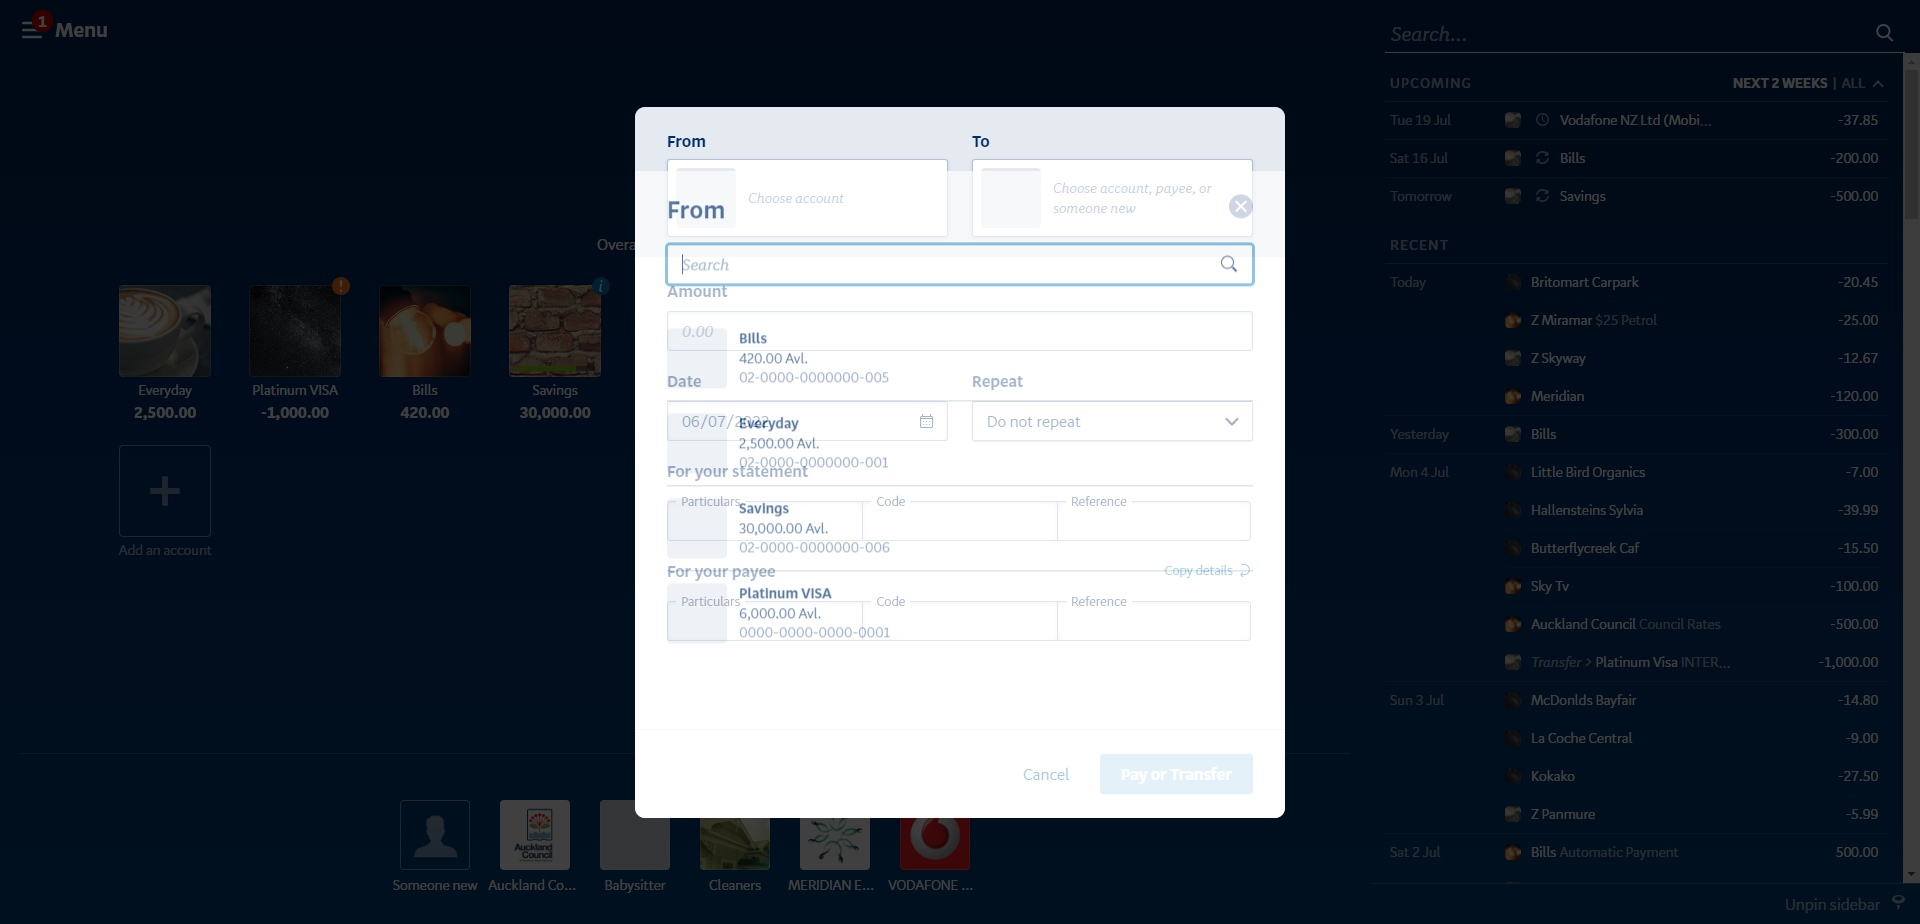 1
Menu
Search...
UPCOMING
NEXT 2 WEEKS | ALL
Tue 19 Jul Vodafone NZ Ltd (Mobi... -37.85
Sat 16 Jul Bills -200.00
Tomorrow Savings -500.00
RECENT
Today Britomart Carpark -20.45
Z Miramar $25 Petrol -25.00
Z Skyway -12.67
Meridian -120.00
Yesterday Bills -300.00
Mon 4 Jul Little Bird Organics -7.00
Hallensteins Sylvia -39.99
Butterflycreek Caf -15.50
Sky Tv -100.00
Auckland Council Council Rates -500.00
Transfer > Platinum Visa INTER... -1,000.00
Sun 3 Jul McDonlds Bayfair -14.80
La Coche Central -9.00
Kokako -27.50
Z Panmure -5.99
Sat 2 Jul Bills Automatic Payment 500.00
Unpin sidebar
Overa
!
i
Everyday
2,500.00
Platinum VISA
-1,000.00
Bills
420.00
Savings
30,000.00
Add an account
From
To
Choose account
Choose account, payee, or
someone new
From
Search
Amount
0.00
Bills
420.00 Avl.
02-0000-0000000-005
Date
Repeat
06/07/2022
Do not repeat
Everyday
2,500.00 Avl.
02-0000-0000000-001
For your statement
Particulars
Code
Reference
Savings
30,000.00 Avl.
02-0000-0000000-006
For your payee
Copy details
Particulars
Code
Reference
Platinum VISA
6,000.00 Avl.
0000-0000-0000-0001
Cancel
Pay or Transfer
Auckland
Council
Someone new
Auckland Co...
Babysitter
Cleaners
MERIDIAN E...
VODAFONE ...